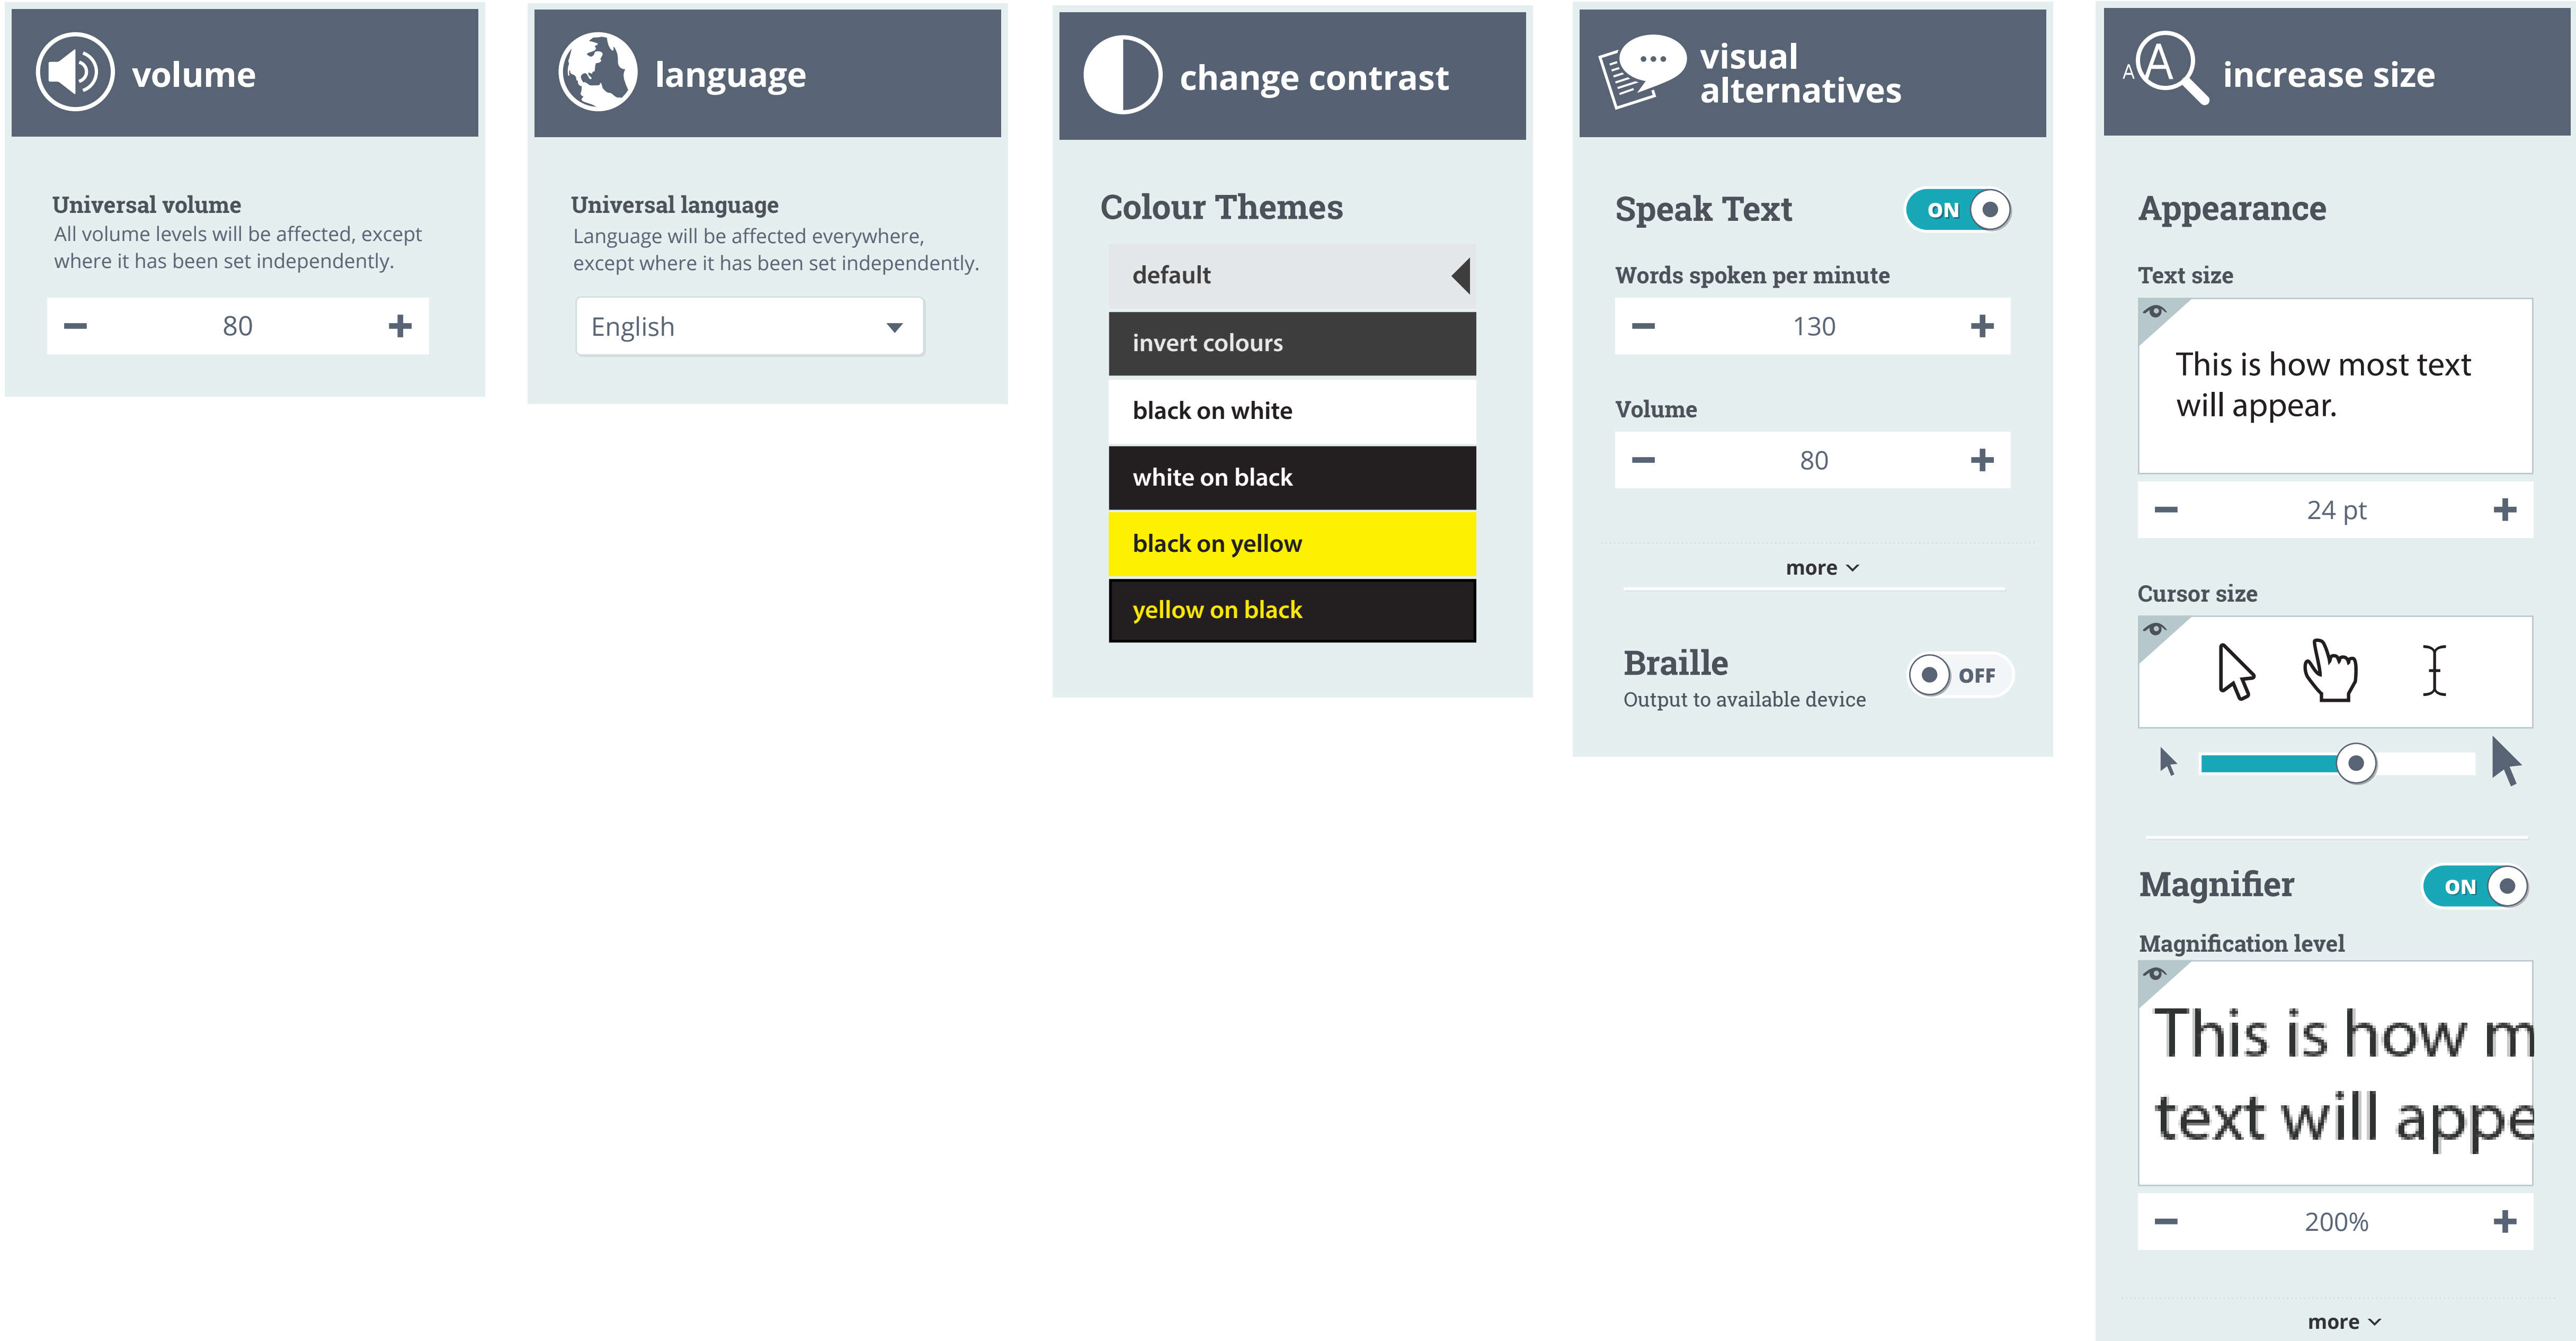 volume
Universal volume
All volume levels will be affected, except
where it has been set independently.
80
language
Universal language
Language will be affected everywhere,
except where it has been set independently.
English
change contrast
Colour Themes
default
invert colours
black on white
white on black
black on yellow
yellow on black
visual
alternatives
Speak Text
ON
Words spoken per minute
130
Volume
80
more
Braille
OFF
Output to available device
A A
increase size
Appearance
Text size
This is how most text
will appear.
24 pt
Cursor size
Magnifier
ON
Magnification level
This is how m
text will appe
200%
more